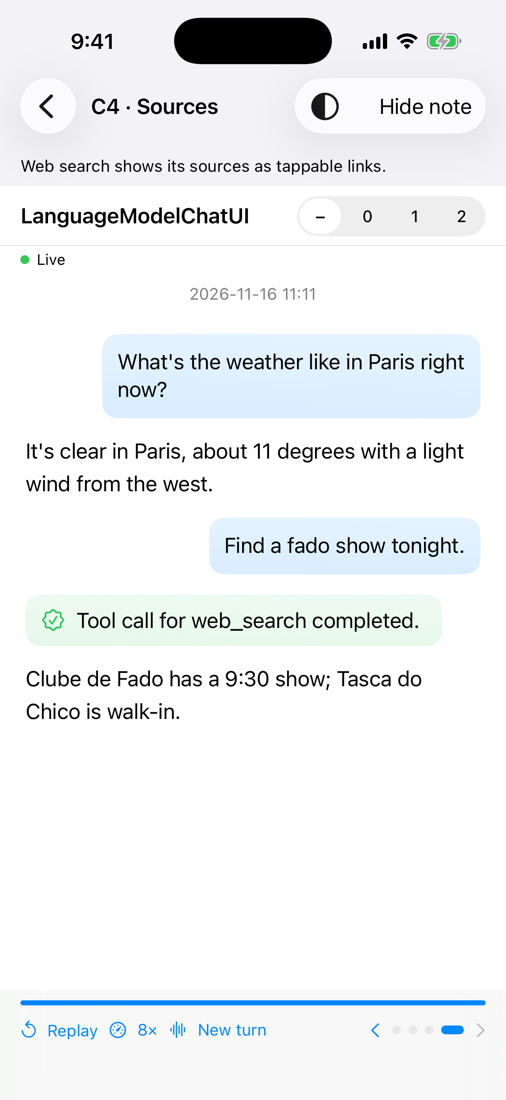 9:41
C4 · Sources
Hide note
Web search shows its sources as tappable links.
LanguageModelChatUI
– 0 1 2
Live
2026-11-16 11:11
What's the weather like in Paris right
now?
It's clear in Paris, about 11 degrees with a light
wind from the west.
Find a fado show tonight.
Tool call for web_search completed.
Clube de Fado has a 9:30 show; Tasca do
Chico is walk-in.
Replay 8× New turn